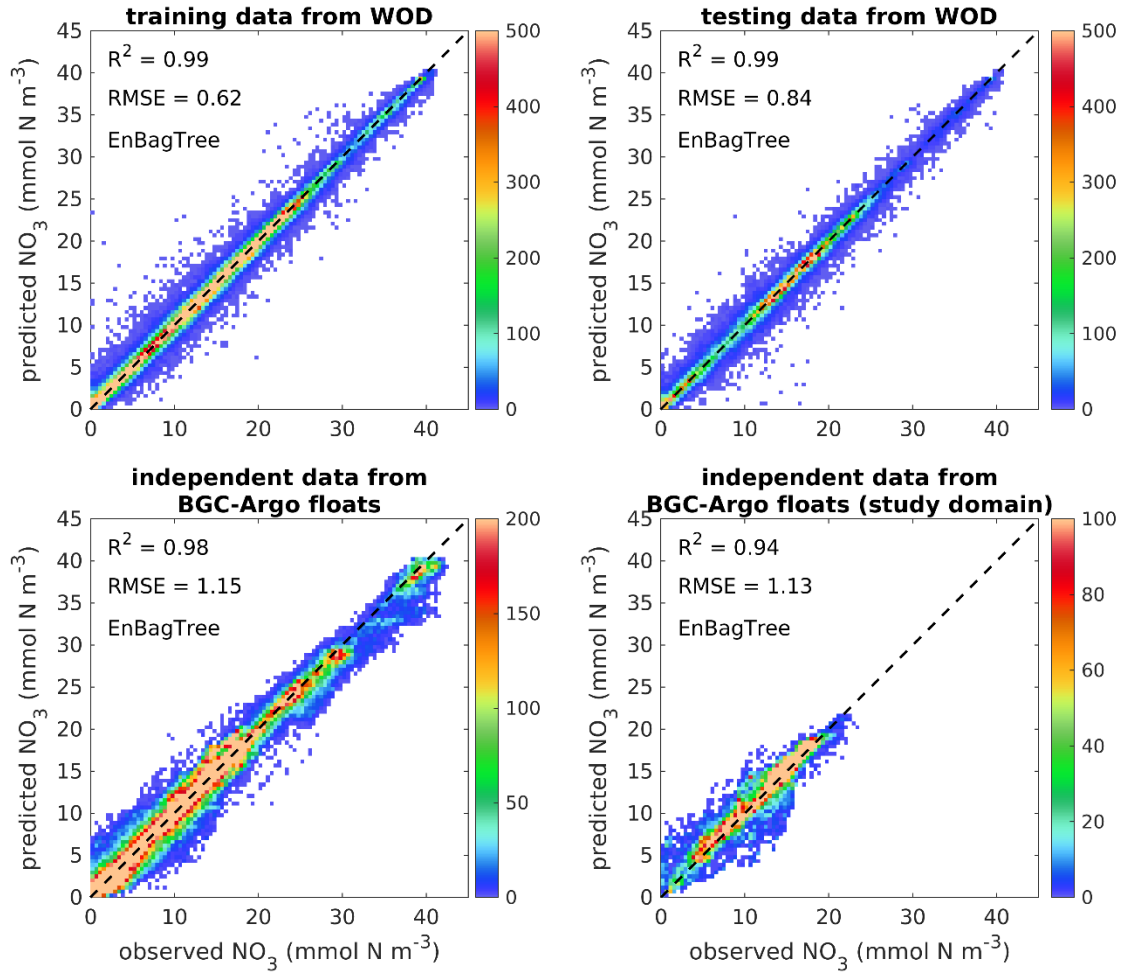 training data from WOD
R² = 0.99
RMSE = 0.62
EnBagTree
predicted NO₃ (mmol N m⁻³)
45
40
35
30
25
20
15
10
5
0
0 10 20 30 40
500
400
300
200
100
0
testing data from WOD
R² = 0.99
RMSE = 0.84
EnBagTree
predicted NO₃ (mmol N m⁻³)
45
40
35
30
25
20
15
10
5
0
0 10 20 30 40
500
400
300
200
100
0
independent data from
BGC-Argo floats
R² = 0.98
RMSE = 1.15
EnBagTree
predicted NO₃ (mmol N m⁻³)
45
40
35
30
25
20
15
10
5
0
0 10 20 30 40
observed NO₃ (mmol N m⁻³)
200
150
100
50
0
independent data from
BGC-Argo floats (study domain)
R² = 0.94
RMSE = 1.13
EnBagTree
predicted NO₃ (mmol N m⁻³)
45
40
35
30
25
20
15
10
5
0
0 10 20 30 40
observed NO₃ (mmol N m⁻³)
100
80
60
40
20
0